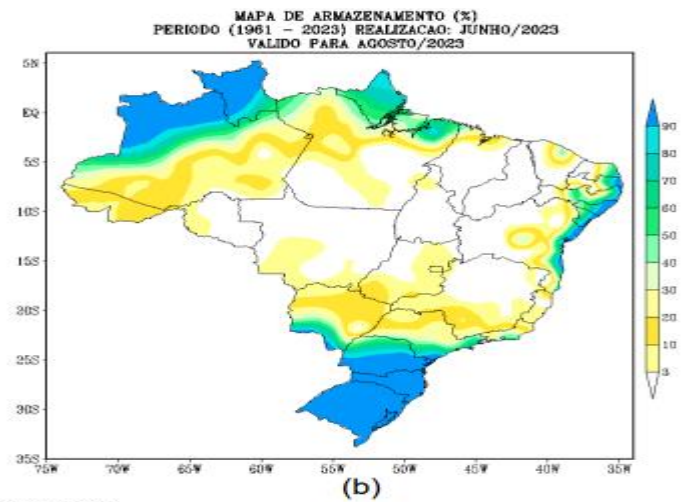 MAPA DE ARMAZENAMENTO (%)
PERIODO (1961 - 2023) REALIZACAO: JUNHO/2023
VALIDO PARA AGOSTO/2023
5N
EQ
5S
10S
15S
20S
25S
30S
35S
75W 70W 65W 60W 55W 50W 45W 40W 35W
90
80
70
60
50
40
30
20
10
3
(b)